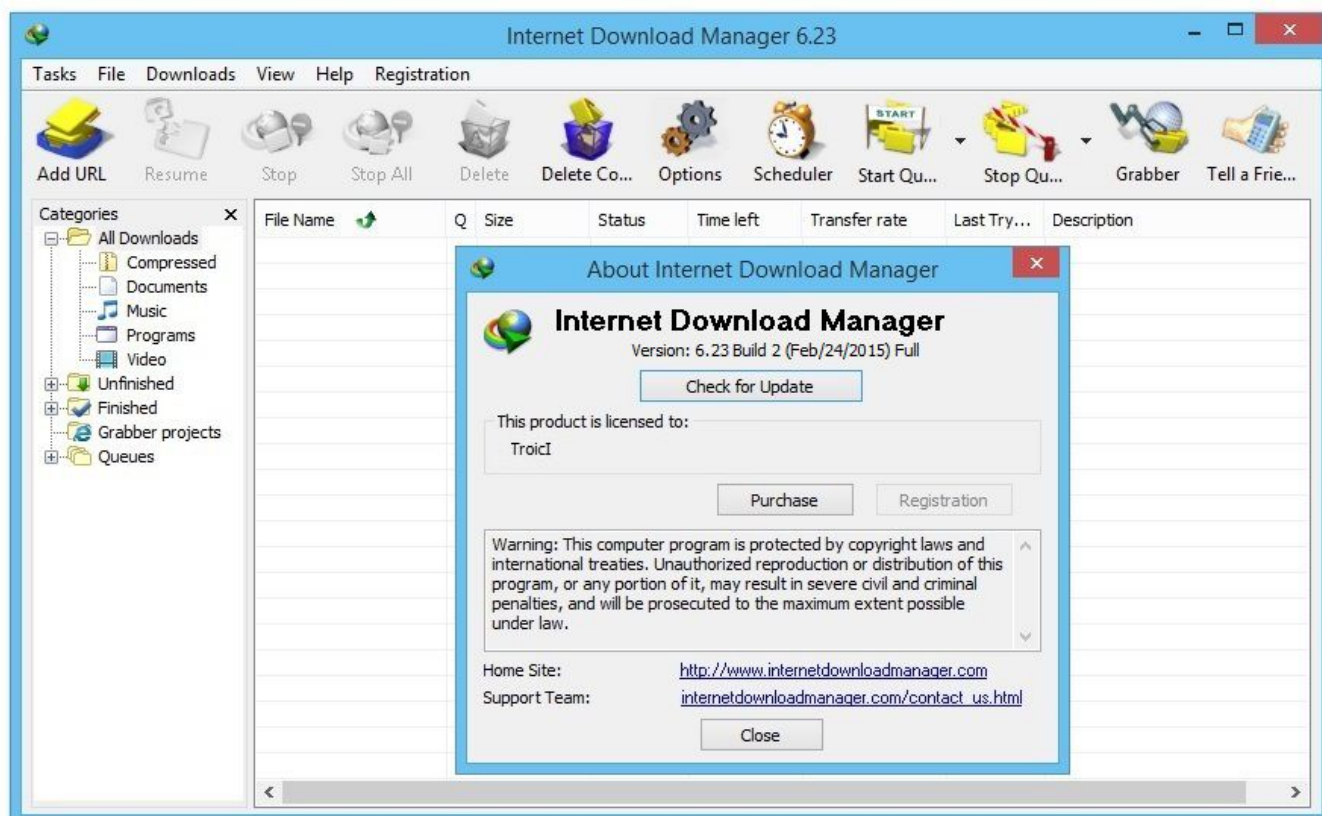 Internet Download Manager 6.23
Tasks File Downloads View Help Registration
START
Add URL Resume Stop Stop All Delete Delete Co... Options Scheduler Start Qu... Stop Qu... Grabber Tell a Frie...
Categories
File Name Q Size Status Time left Transfer rate Last Try... Description
All Downloads
Compressed
Documents
Music
Programs
Video
Unfinished
Finished
Grabber projects
Queues
About Internet Download Manager
Internet Download Manager
Version: 6.23 Build 2 (Feb/24/2015) Full
Check for Update
This product is licensed to:
TroicI
Purchase Registration
Warning: This computer program is protected by copyright laws and
international treaties. Unauthorized reproduction or distribution of this
program, or any portion of it, may result in severe civil and criminal
penalties, and will be prosecuted to the maximum extent possible
under law.
Home Site: http://www.internetdownloadmanager.com
Support Team: internetdownloadmanager.com/contact_us.html
Close